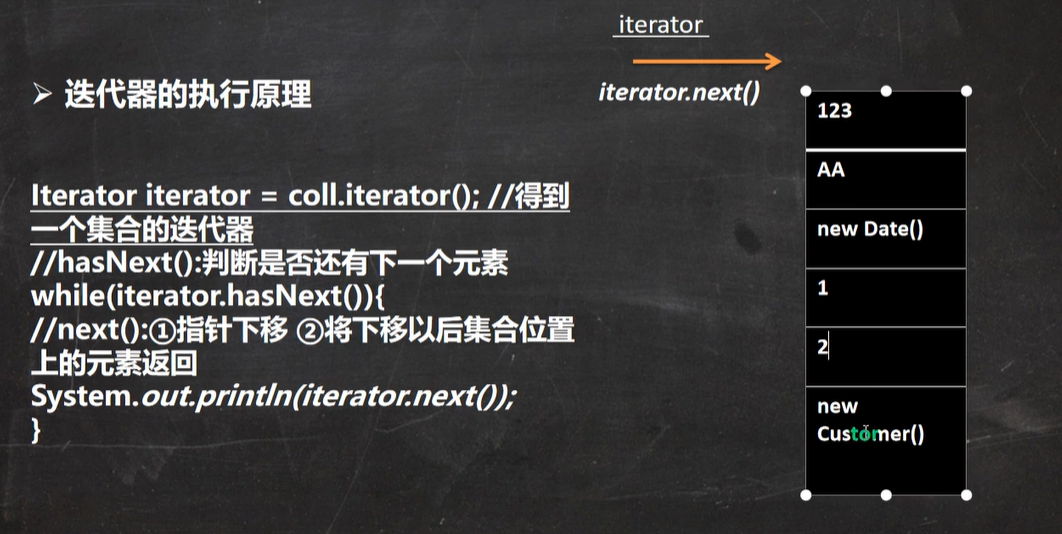 iterator
➢ 迭代器的执行原理
iterator.next()
Iterator iterator = coll.iterator(); //得到
一个集合的迭代器
//hasNext():判断是否还有下一个元素
while(iterator.hasNext()){
//next():①指针下移 ②将下移以后集合位置
上的元素返回
System.out.println(iterator.next());
}
123
AA
new Date()
1
2
new
Customer()